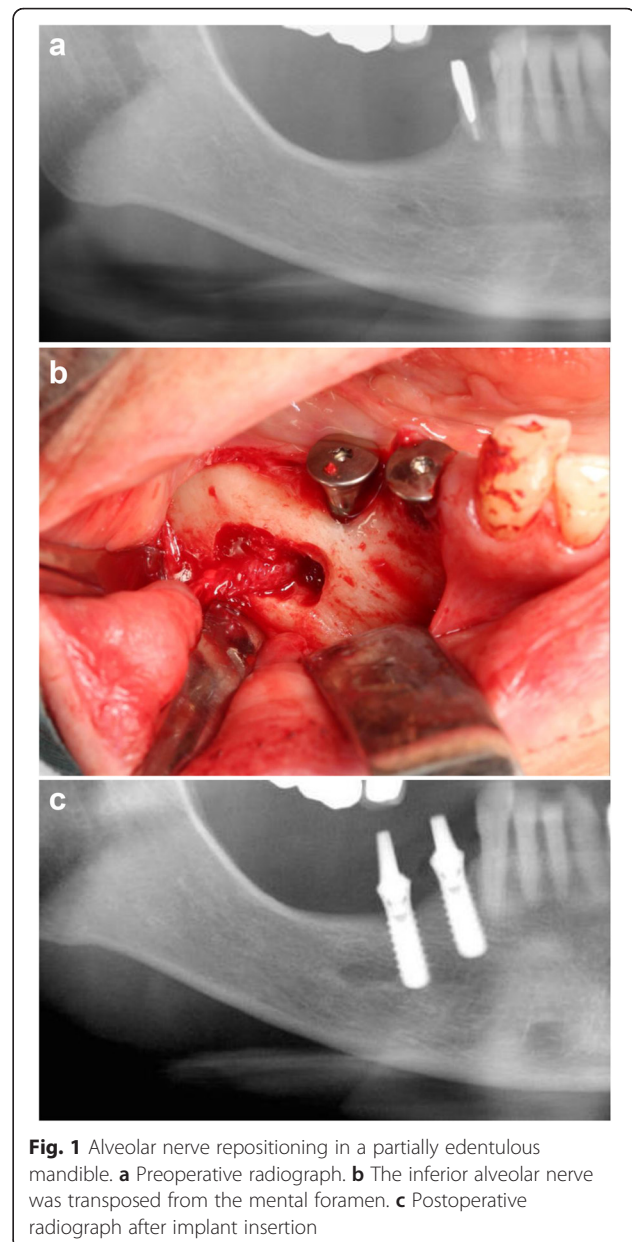 a
b
c
Fig. 1 Alveolar nerve repositioning in a partially edentulous
mandible. a Preoperative radiograph. b The inferior alveolar nerve
was transposed from the mental foramen. c Postoperative
radiograph after implant insertion